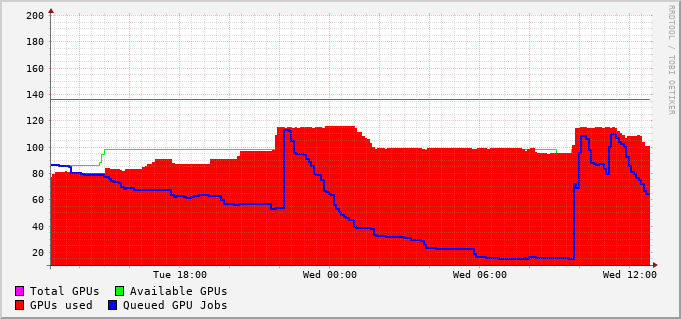 RRDTOOL / TOBI OETIKER
200
180
160
140
120
100
80
60
40
20
Tue 18:00 Wed 00:00 Wed 06:00 Wed 12:00
Total GPUs Available GPUs
GPUs used Queued GPU Jobs